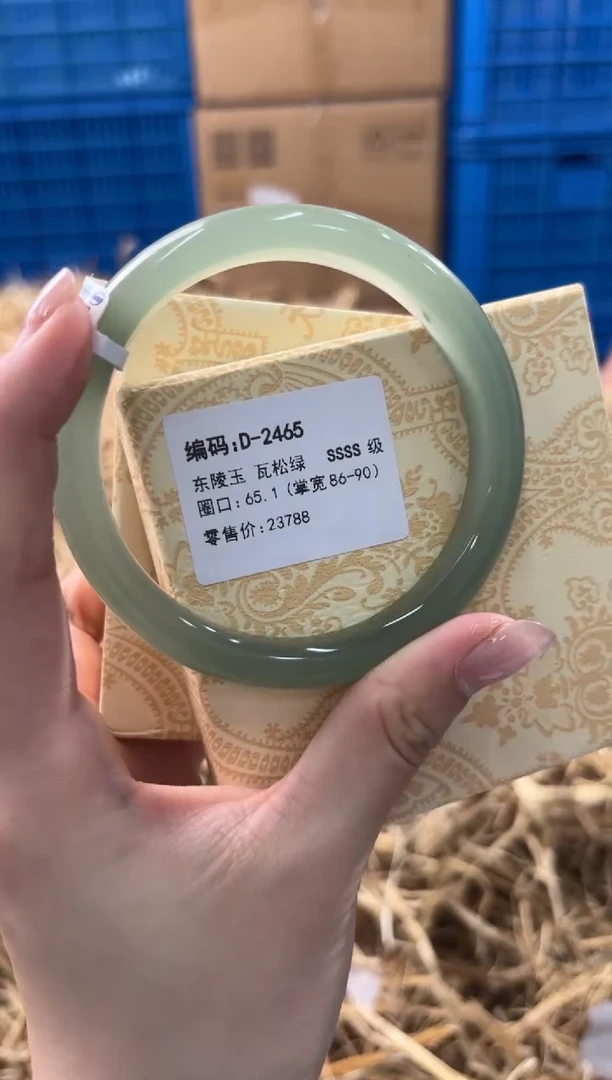 编码:D-2465
东陵玉 瓦松绿 SSSS 级
圈口:65.1(掌宽86-90)
零售价:23788